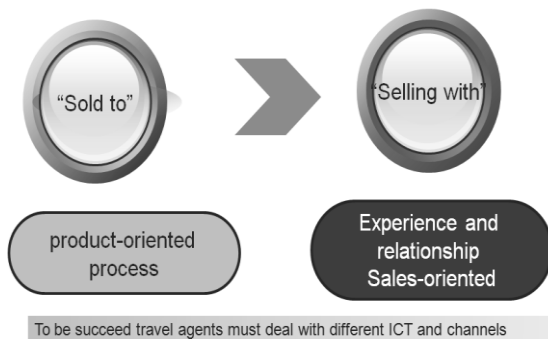 “Sold to”
“Selling with”
product-oriented
process
Experience and
relationship
Sales-oriented
To be succeed travel agents must deal with different ICT and channels